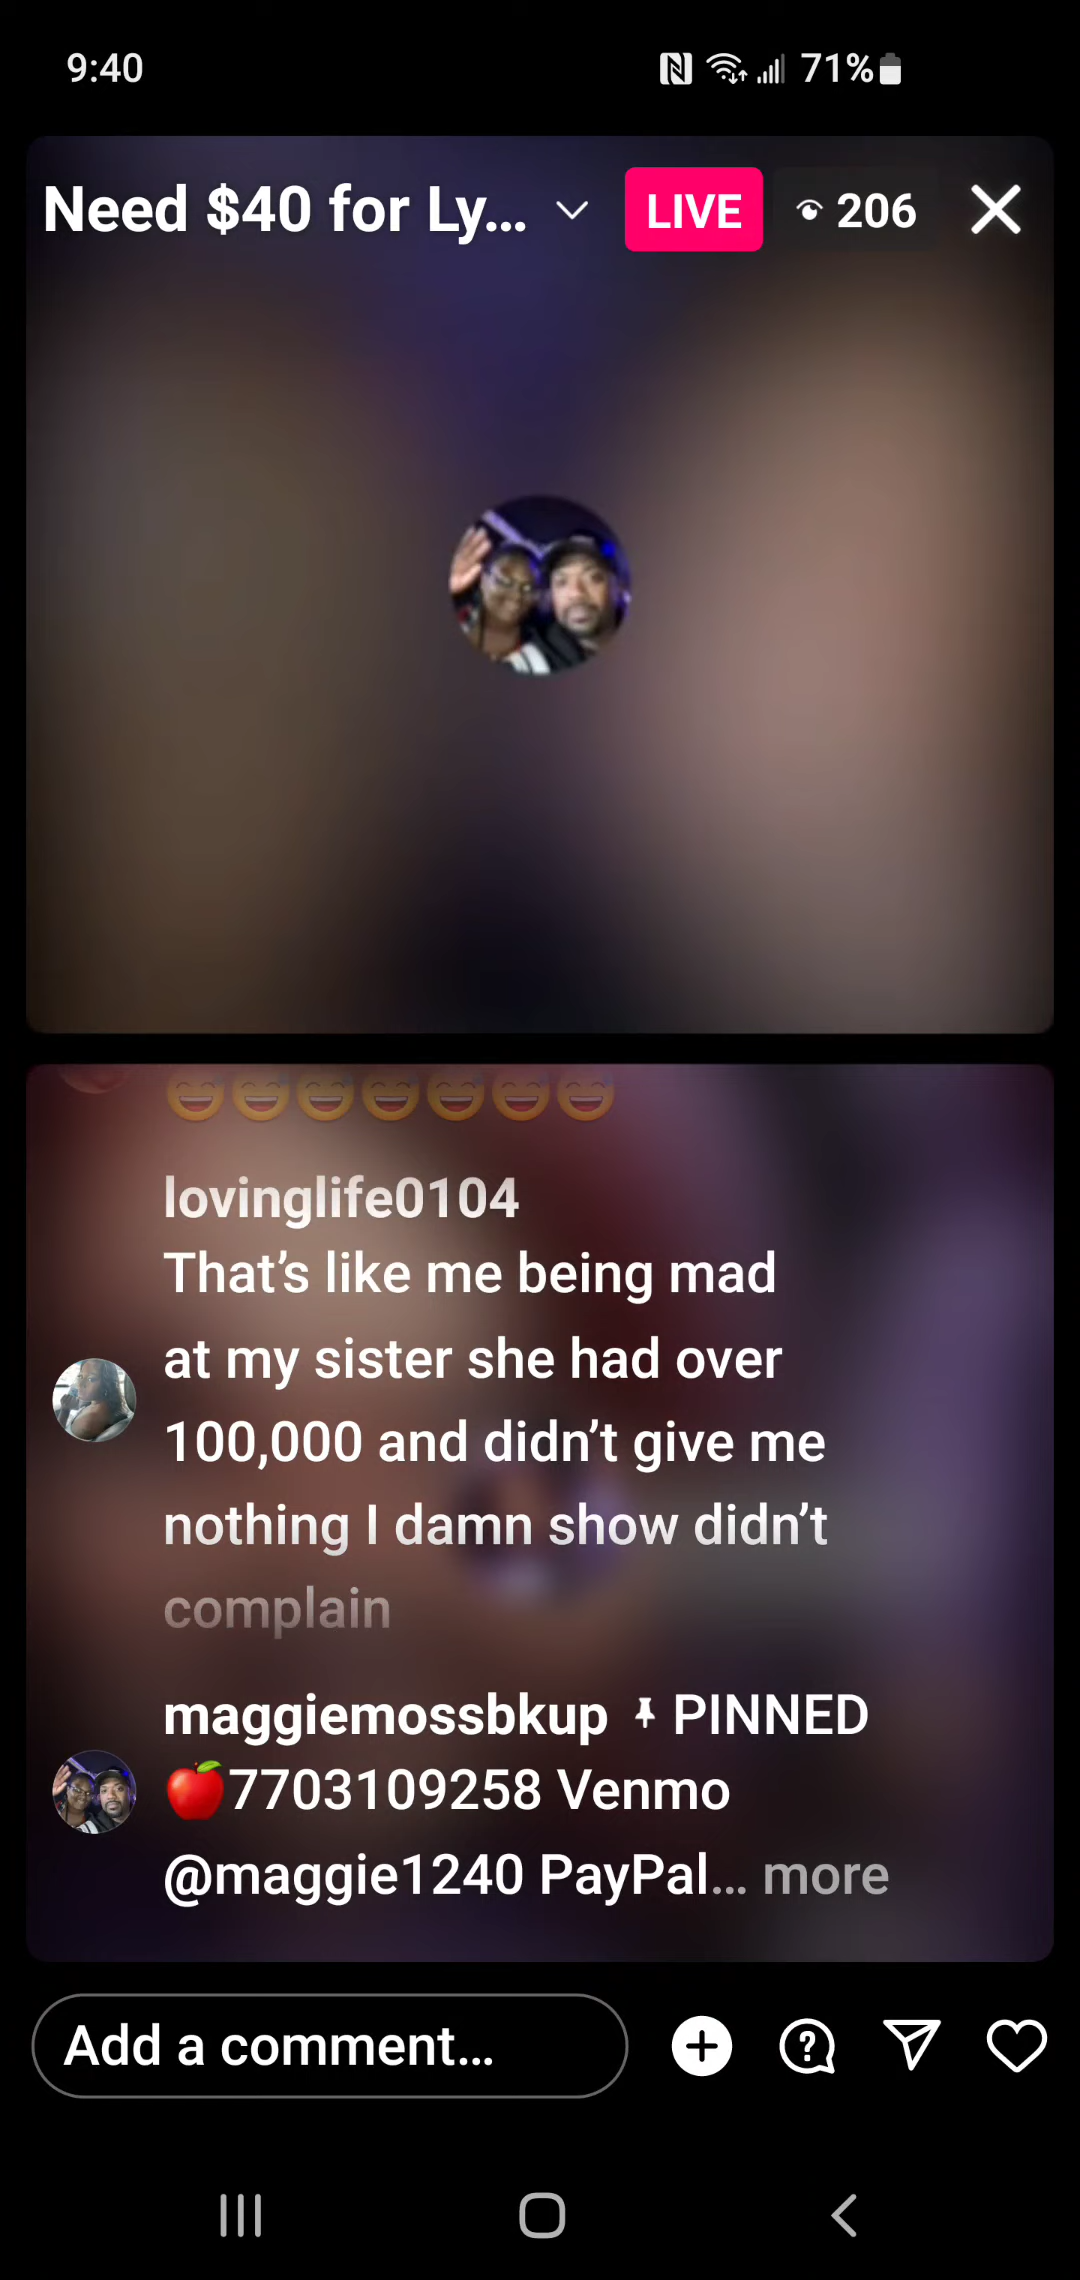 9:40 71%
Need $40 for Ly... LIVE 206
😅😅😅😅😅😅😅
lovinglife0104
That’s like me being mad
at my sister she had over
100,000 and didn’t give me
nothing I damn show didn’t
complain
maggiemossbkup PINNED
🍎7703109258 Venmo
@maggie1240 PayPal... more
Add a comment...